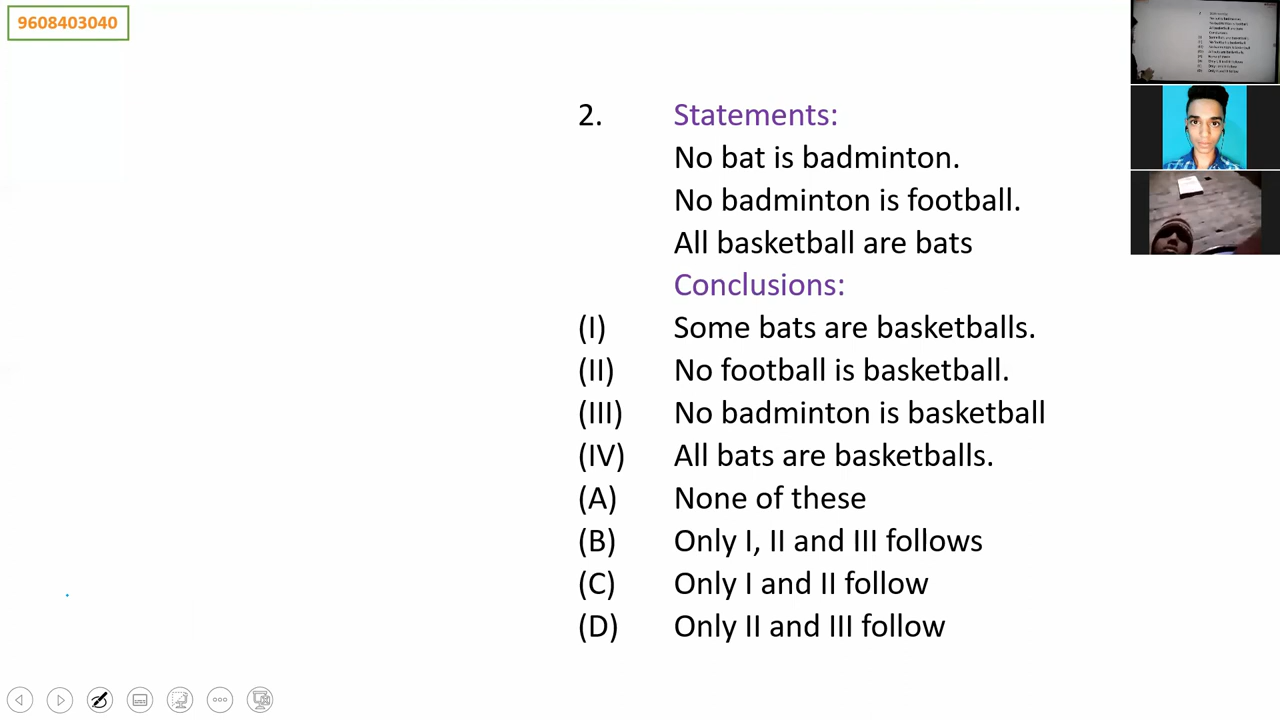 9608403040
2. Statements:
No bat is badminton.
No badminton is football.
All basketball are bats
Conclusions:
(I) Some bats are basketballs.
(II) No football is basketball.
(III) No badminton is basketball
(IV) All bats are basketballs.
(A) None of these
(B) Only I, II and III follows
(C) Only I and II follow
(D) Only II and III follow